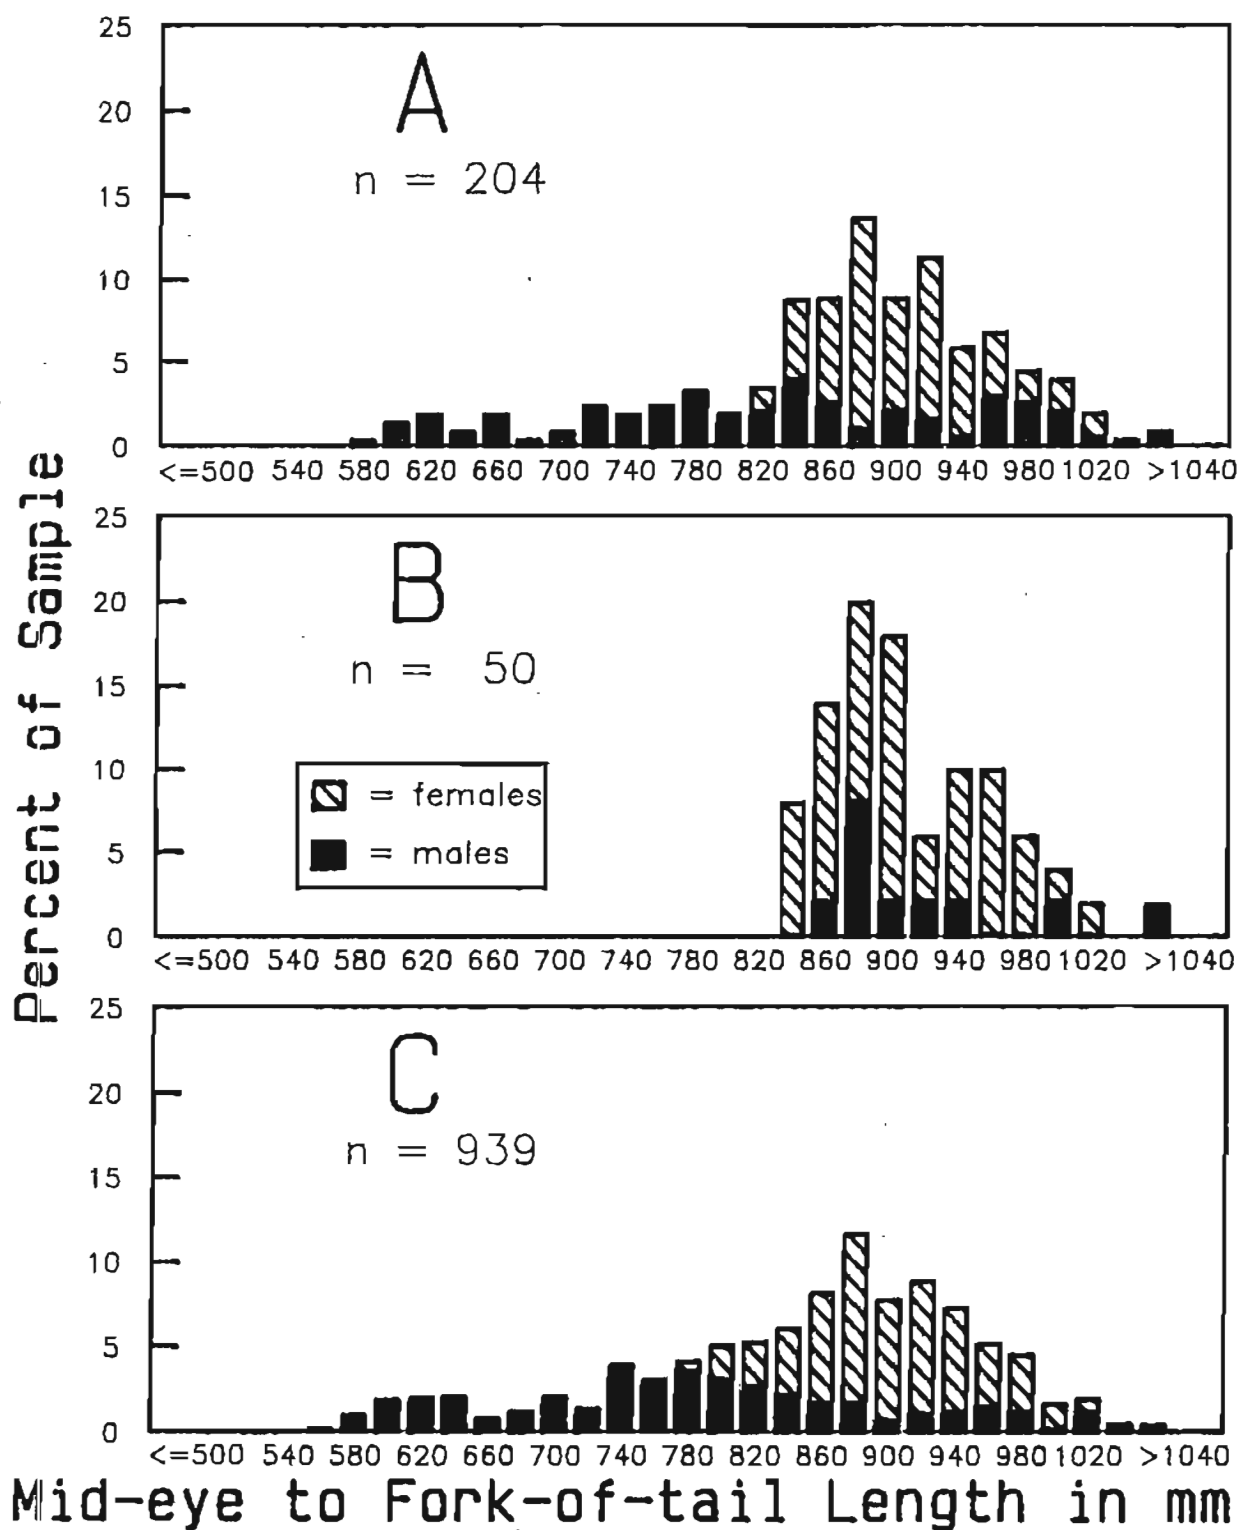 25
A
20
n = 204
15
10
5
0
<=500 540 580 620 660 700 740 780 820 860 900 940 980 1020 >1040
25
B
20
n = 50
15
10
= females
5
= males
0
<=500 540 580 620 660 700 740 780 820 860 900 940 980 1020 >1040
25
C
20
n = 939
15
10
5
0
<=500 540 580 620 660 700 740 780 820 860 900 940 980 1020 >1040
Percent of Sample
Mid-eye to Fork-of-tail Length in mm